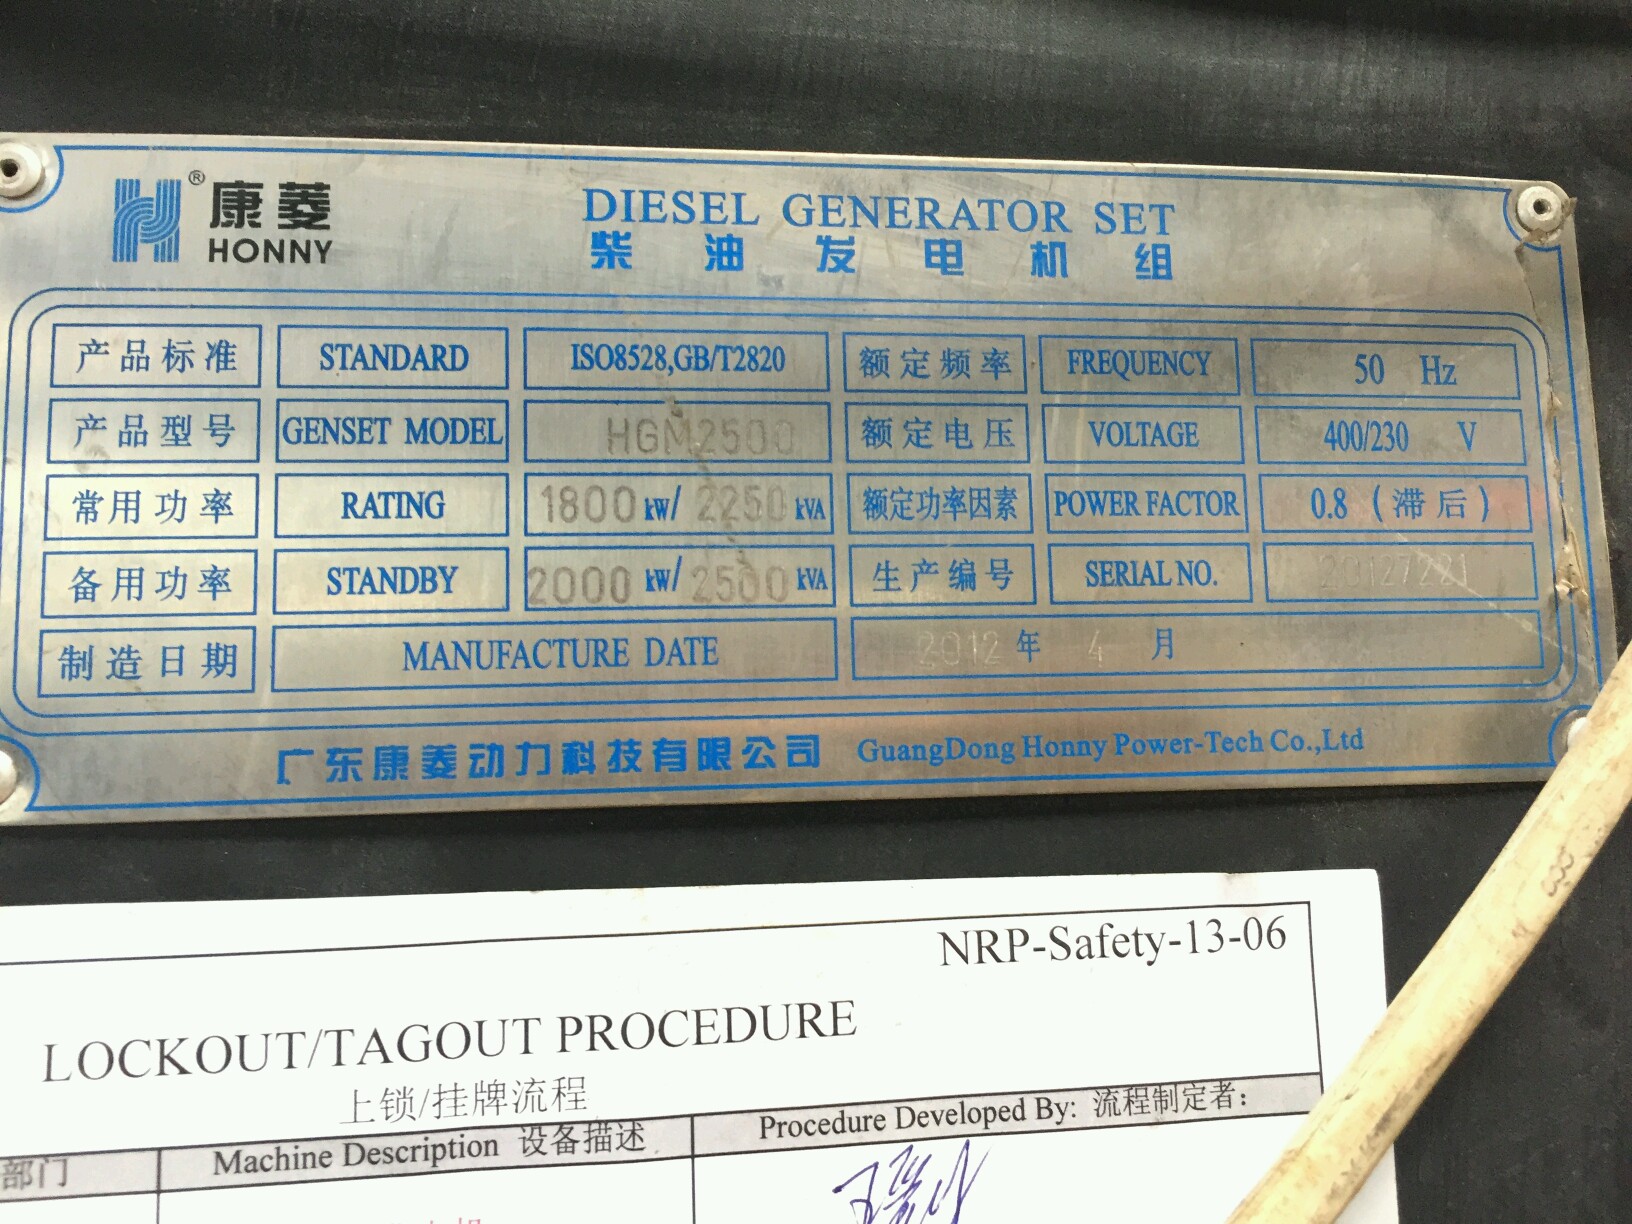 ®康菱
HONNY
DIESEL GENERATOR SET
柴油发电机组
产品标准 STANDARD ISO8528,GB/T2820 额定频率 FREQUENCY 50 Hz
产品型号 GENSET MODEL HGM2500 额定电压 VOLTAGE 400/230 V
常用功率 RATING 1800 kW/ 2250 kVA 额定功率因素 POWER FACTOR 0.8 (滞后)
备用功率 STANDBY 2000 kW/ 2500 kVA 生产编号 SERIAL NO. 20127221
制造日期 MANUFACTURE DATE 2012 年 4 月
广东康菱动力科技有限公司 GuangDong Honny Power-Tech Co.,Ltd
NRP-Safety-13-06
LOCKOUT/TAGOUT PROCEDURE
上锁/挂牌流程
部门 Machine Description 设备描述 Procedure Developed By: 流程制定者: